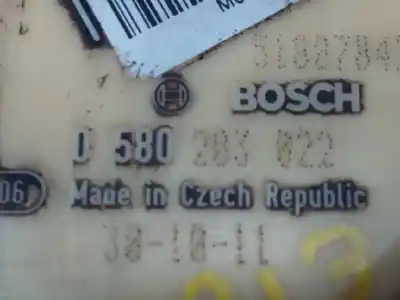 BOSCH
0 580 203 022
06
Made in Czech Republic
30-10-11